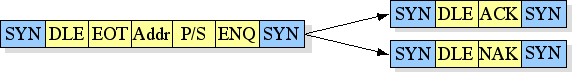 SYN DLE EOT Addr P/S ENQ SYN
SYN DLE ACK SYN
SYN DLE NAK SYN